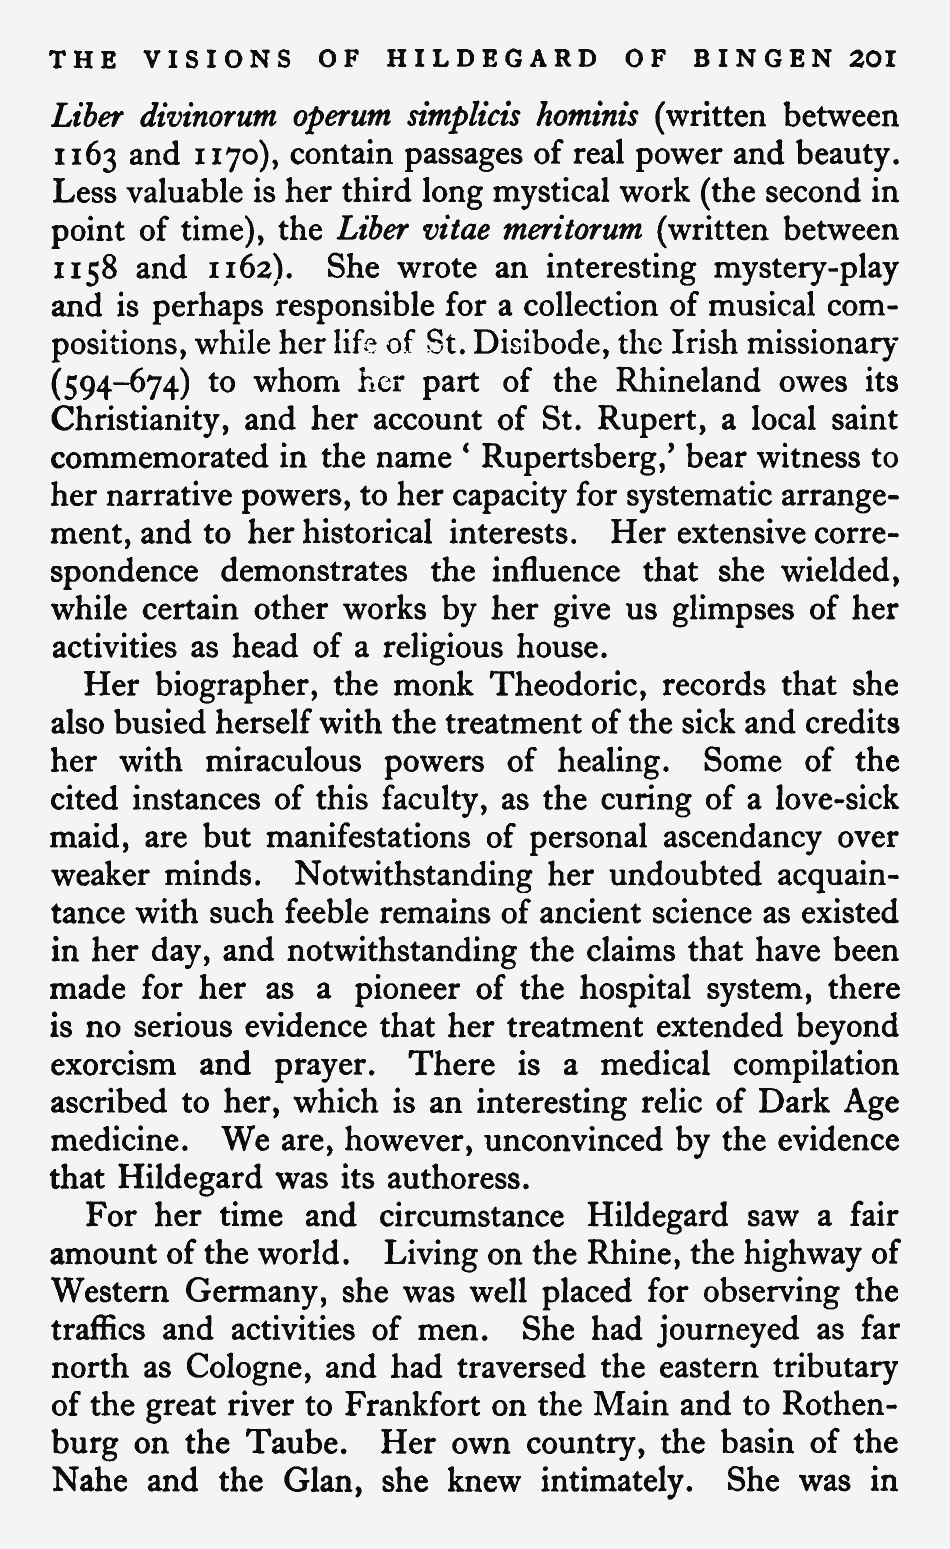 THE VISIONS OF HILDEGARD OF BINGEN 201
Liber divinorum operum simplicis hominis (written between
1163 and 1170), contain passages of real power and beauty.
Less valuable is her third long mystical work (the second in
point of time), the Liber vitae meritorum (written between
1158 and 1162). She wrote an interesting mystery-play
and is perhaps responsible for a collection of musical com-
positions, while her life of St. Disibode, the Irish missionary
(594–674) to whom her part of the Rhineland owes its
Christianity, and her account of St. Rupert, a local saint
commemorated in the name ‘ Rupertsberg,’ bear witness to
her narrative powers, to her capacity for systematic arrange-
ment, and to her historical interests. Her extensive corre-
spondence demonstrates the influence that she wielded,
while certain other works by her give us glimpses of her
activities as head of a religious house.
Her biographer, the monk Theodoric, records that she
also busied herself with the treatment of the sick and credits
her with miraculous powers of healing. Some of the
cited instances of this faculty, as the curing of a love-sick
maid, are but manifestations of personal ascendancy over
weaker minds. Notwithstanding her undoubted acquain-
tance with such feeble remains of ancient science as existed
in her day, and notwithstanding the claims that have been
made for her as a pioneer of the hospital system, there
is no serious evidence that her treatment extended beyond
exorcism and prayer. There is a medical compilation
ascribed to her, which is an interesting relic of Dark Age
medicine. We are, however, unconvinced by the evidence
that Hildegard was its authoress.
For her time and circumstance Hildegard saw a fair
amount of the world. Living on the Rhine, the highway of
Western Germany, she was well placed for observing the
traffics and activities of men. She had journeyed as far
north as Cologne, and had traversed the eastern tributary
of the great river to Frankfort on the Main and to Rothen-
burg on the Taube. Her own country, the basin of the
Nahe and the Glan, she knew intimately. She was in